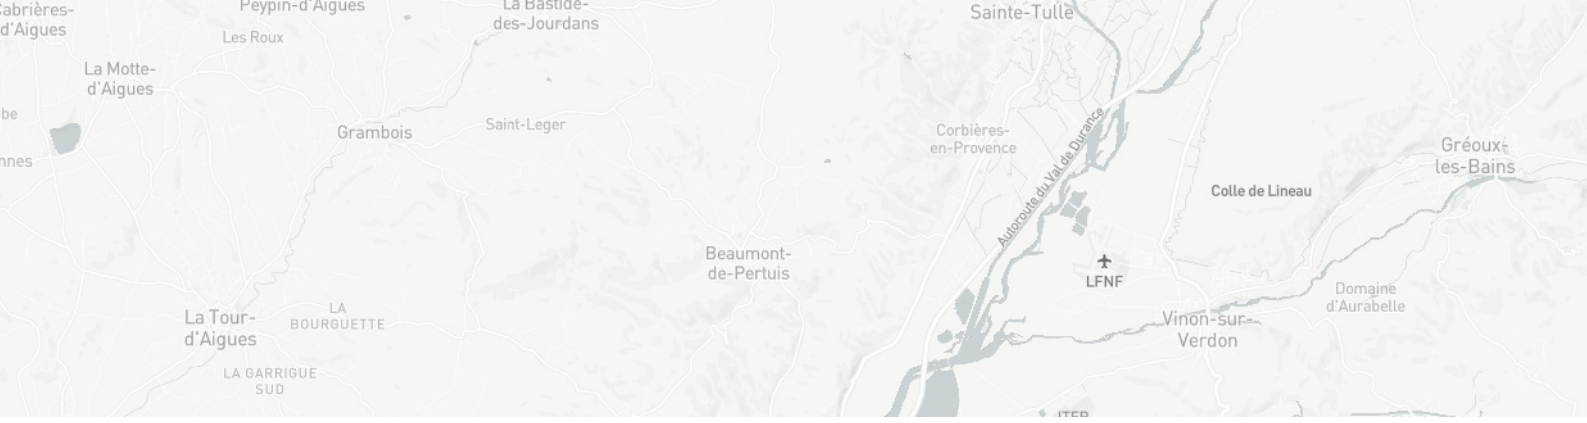 Cabrières-
d'Aigues
Peypin-d'Aigues
La Bastide-
des-Jourdans
Sainte-Tulle
Les Roux
La Motte-
d'Aigues
Grambois
Saint-Leger
Corbières-
en-Provence
Autoroute du Val de Durance
Gréoux-
les-Bains
Colle de Lineau
Beaumont-
de-Pertuis
LFNF
Domaine
d'Aurabelle
LA
BOURGUETTE
La Tour-
d'Aigues
Vinon-sur-
Verdon
LA GARRIGUE
SUD
ITER